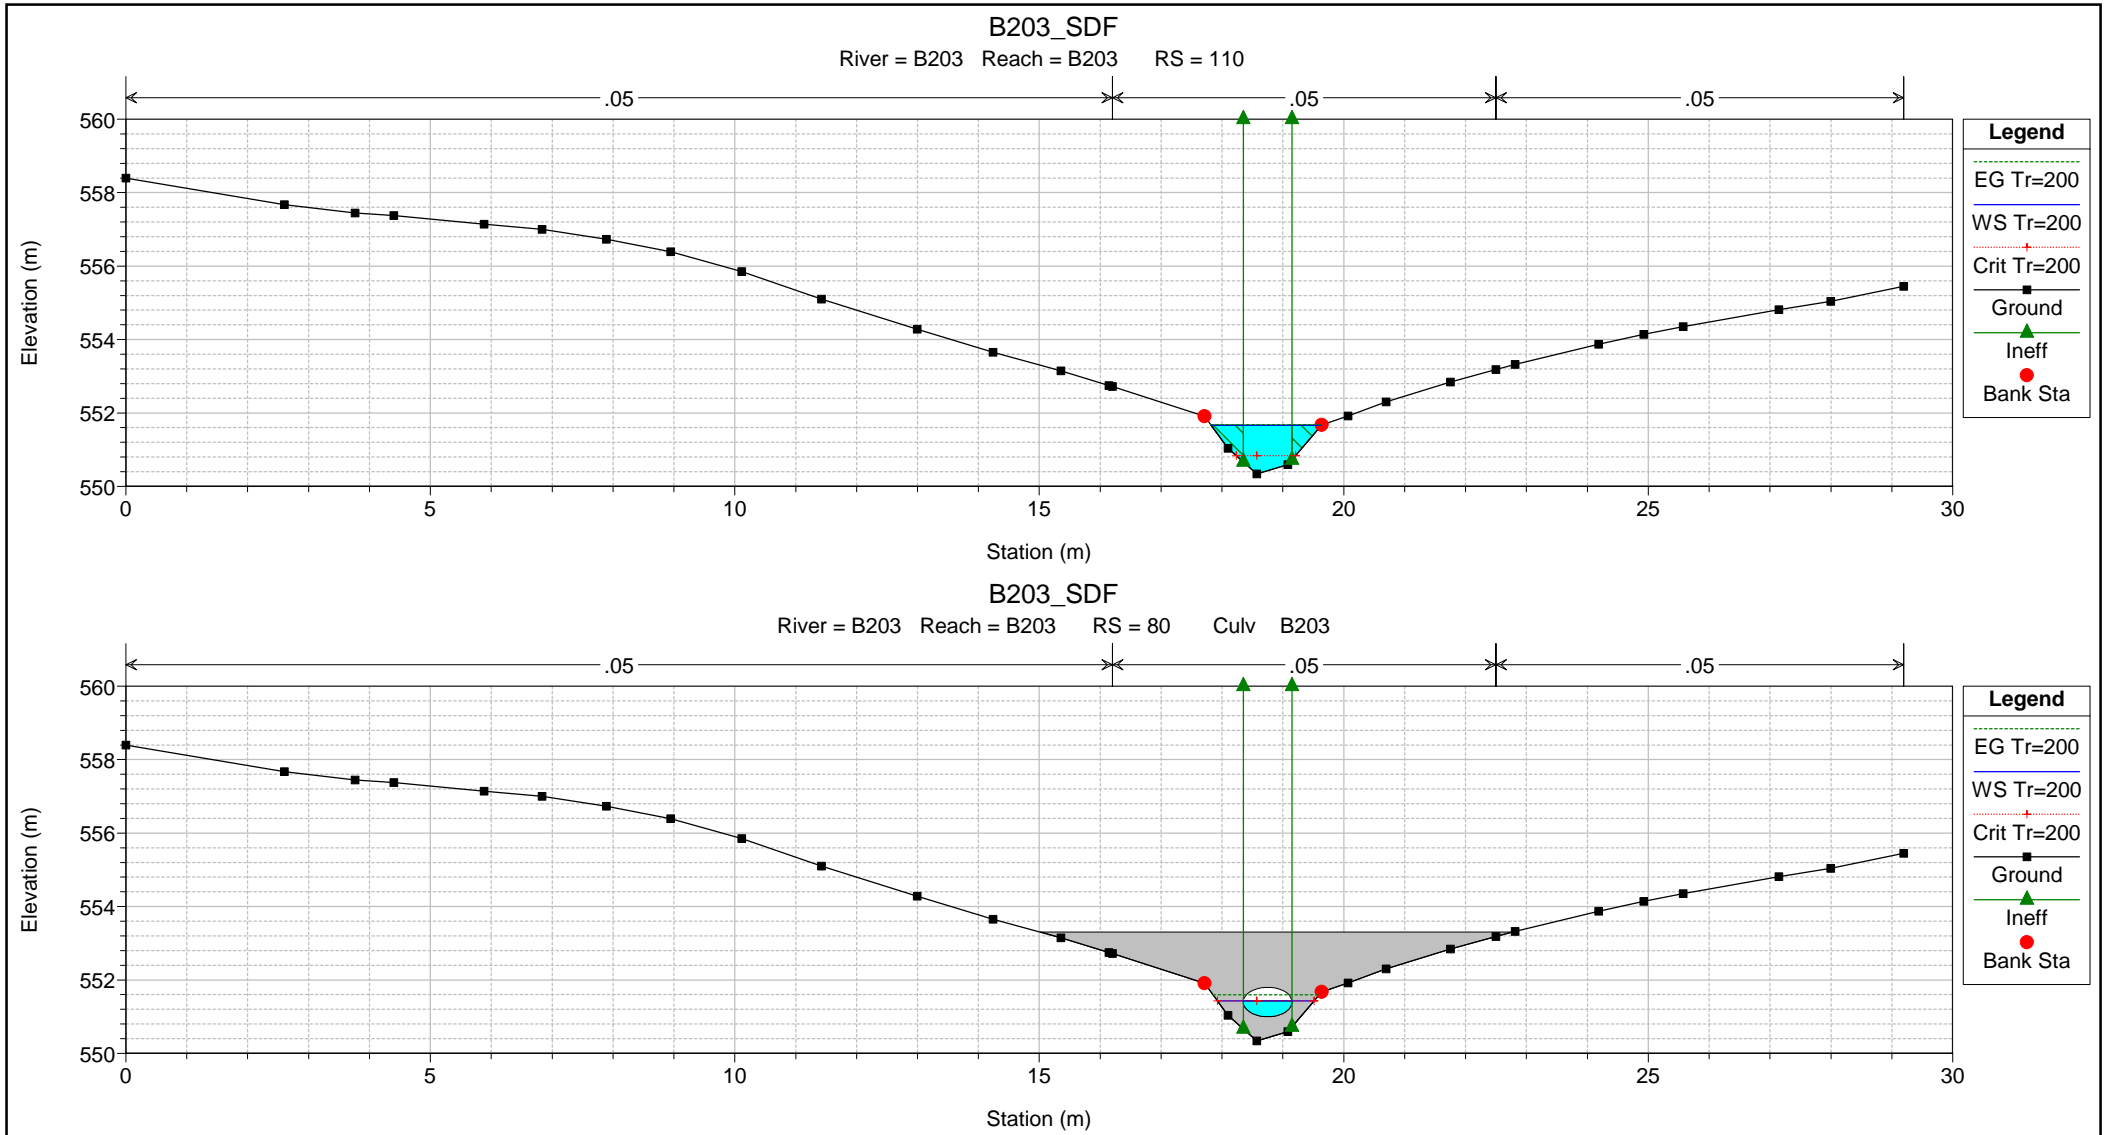 B203_SDF
River = B203 Reach = B203 RS = 110
.05 .05 .05
560
558
556
554
552
550
Elevation (m)
0 5 10 15 20 25 30
Station (m)
Legend
EG Tr=200
WS Tr=200
Crit Tr=200
Ground
Ineff
Bank Sta
B203_SDF
River = B203 Reach = B203 RS = 80 Culv B203
.05 .05 .05
560
558
556
554
552
550
Elevation (m)
0 5 10 15 20 25 30
Station (m)
Legend
EG Tr=200
WS Tr=200
Crit Tr=200
Ground
Ineff
Bank Sta